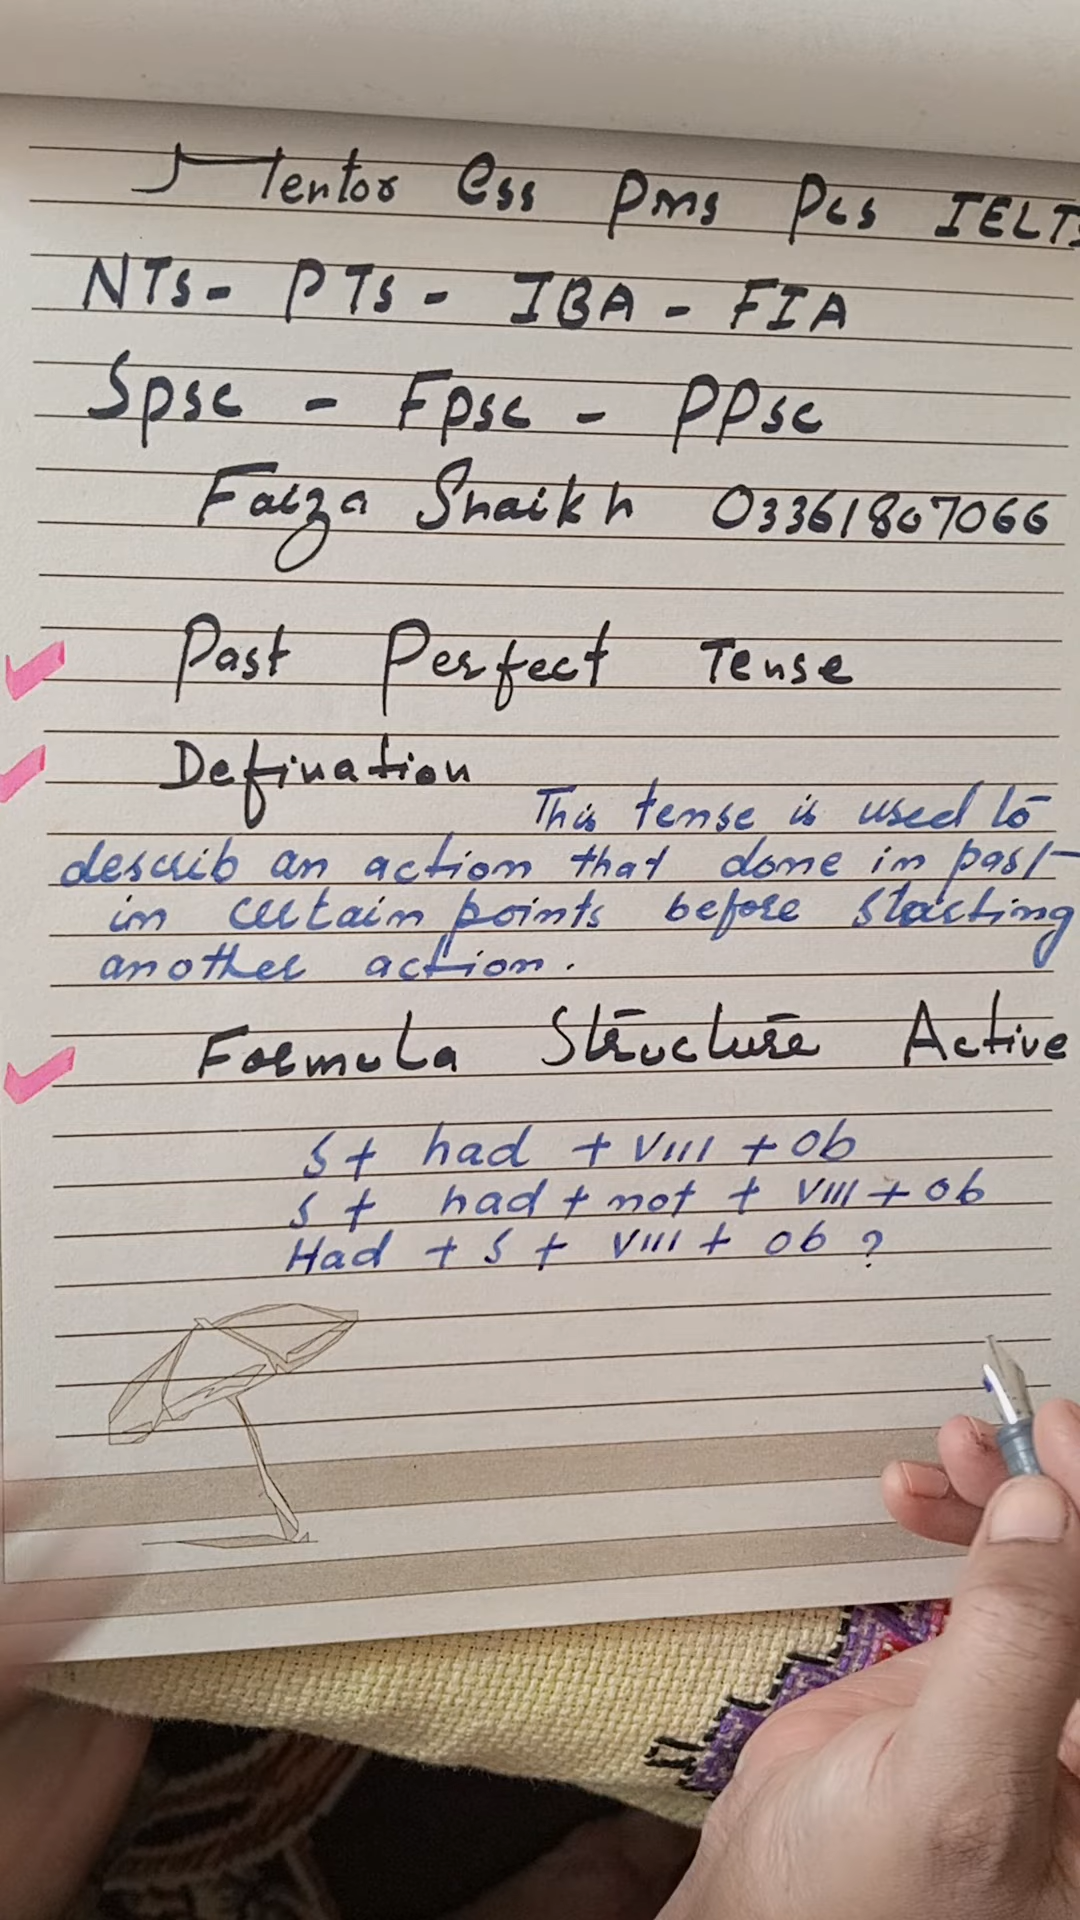 Mentor Css Pms Pcs IELTS
NTS - PTS - IBA - FIA
Spsc - Fpsc - PPsc
Faiza Shaikh 03361807066
Past Perfect Tense
Defination
This tense is used to
describ an action that done in past
in certain points before starting
another action.
Formula Structure Active
S + had + VIII + ob
S + had + not + VIII + ob
Had + S + VIII + ob ?